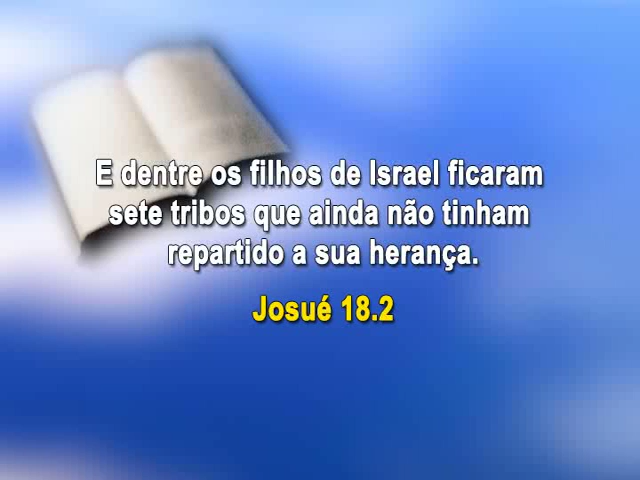 E dentre os filhos de Israel ficaram
sete tribos que ainda não tinham
repartido a sua herança.
Josué 18.2